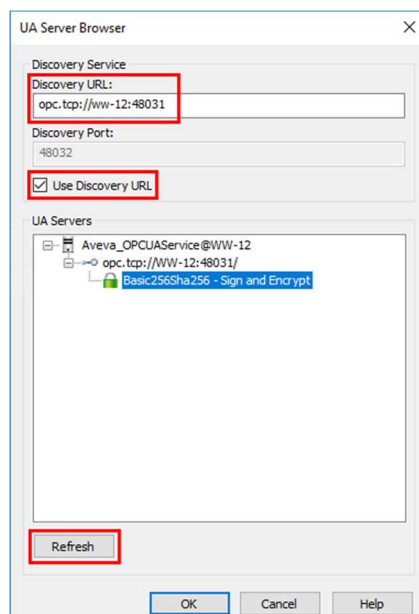 UA Server Browser
Discovery Service
Discovery URL:
opc.tcp://ww-12:48031
Discovery Port:
48032
Use Discovery URL
UA Servers
Aveva_OPCUAService@WW-12
opc.tcp://WW-12:48031/
Basic256Sha256 - Sign and Encrypt
Refresh
OK Cancel Help